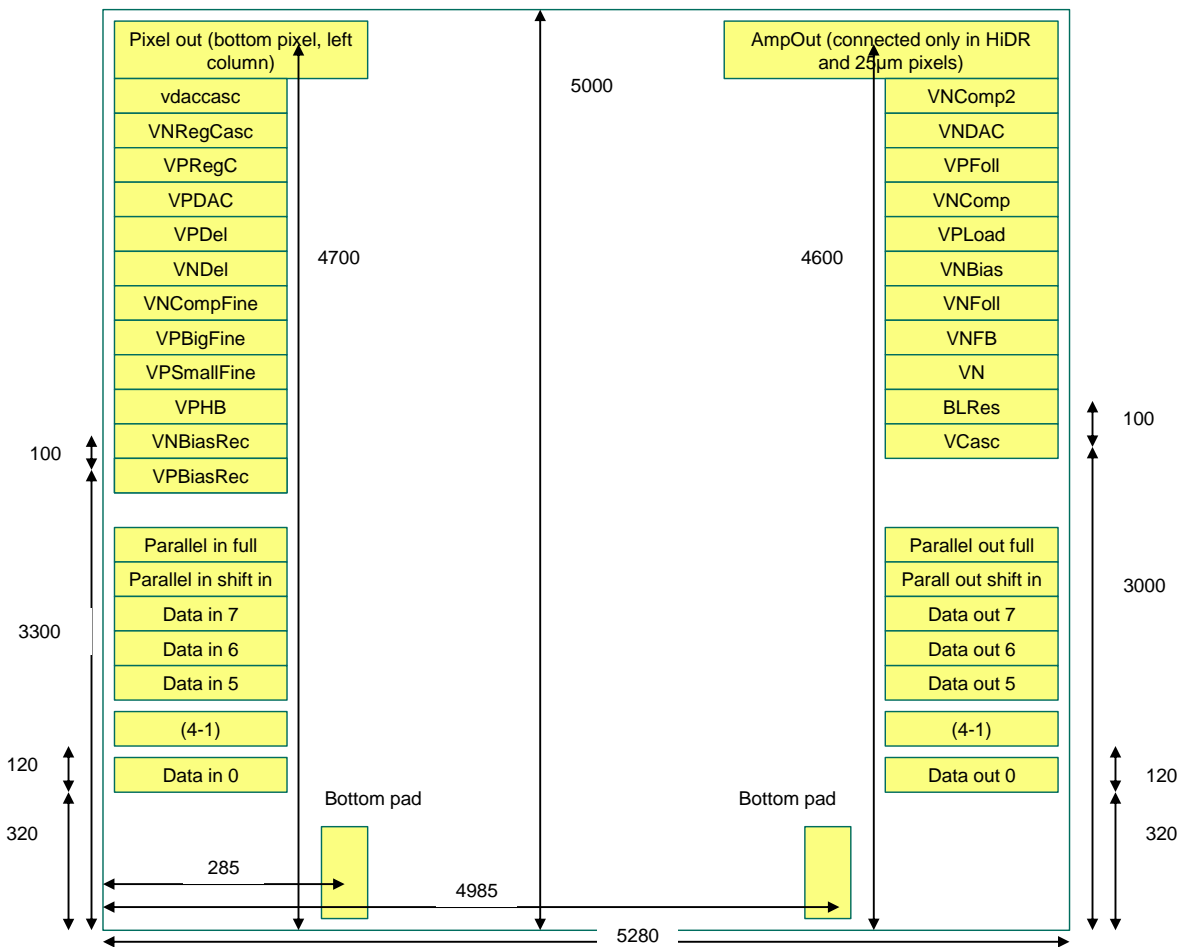 Pixel out (bottom pixel, left
column)
AmpOut (connected only in HiDR
and 25µm pixels)
5000
vdaccasc
VNRegCasc
VPRegC
VPDAC
VPDel
VNDel
VNCompFine
VPBigFine
VPSmallFine
VPHB
VNBiasRec
VPBiasRec
VNComp2
VNDAC
VPFoll
VNComp
VPLoad
VNBias
VNFoll
VNFB
VN
BLRes
VCasc
4700
4600
100
100
Parallel in full
Parallel in shift in
Data in 7
Data in 6
Data in 5
(4-1)
Data in 0
Parallel out full
Parall out shift in
Data out 7
Data out 6
Data out 5
(4-1)
Data out 0
3300
3000
120
120
320
320
Bottom pad
Bottom pad
285
4985
5280